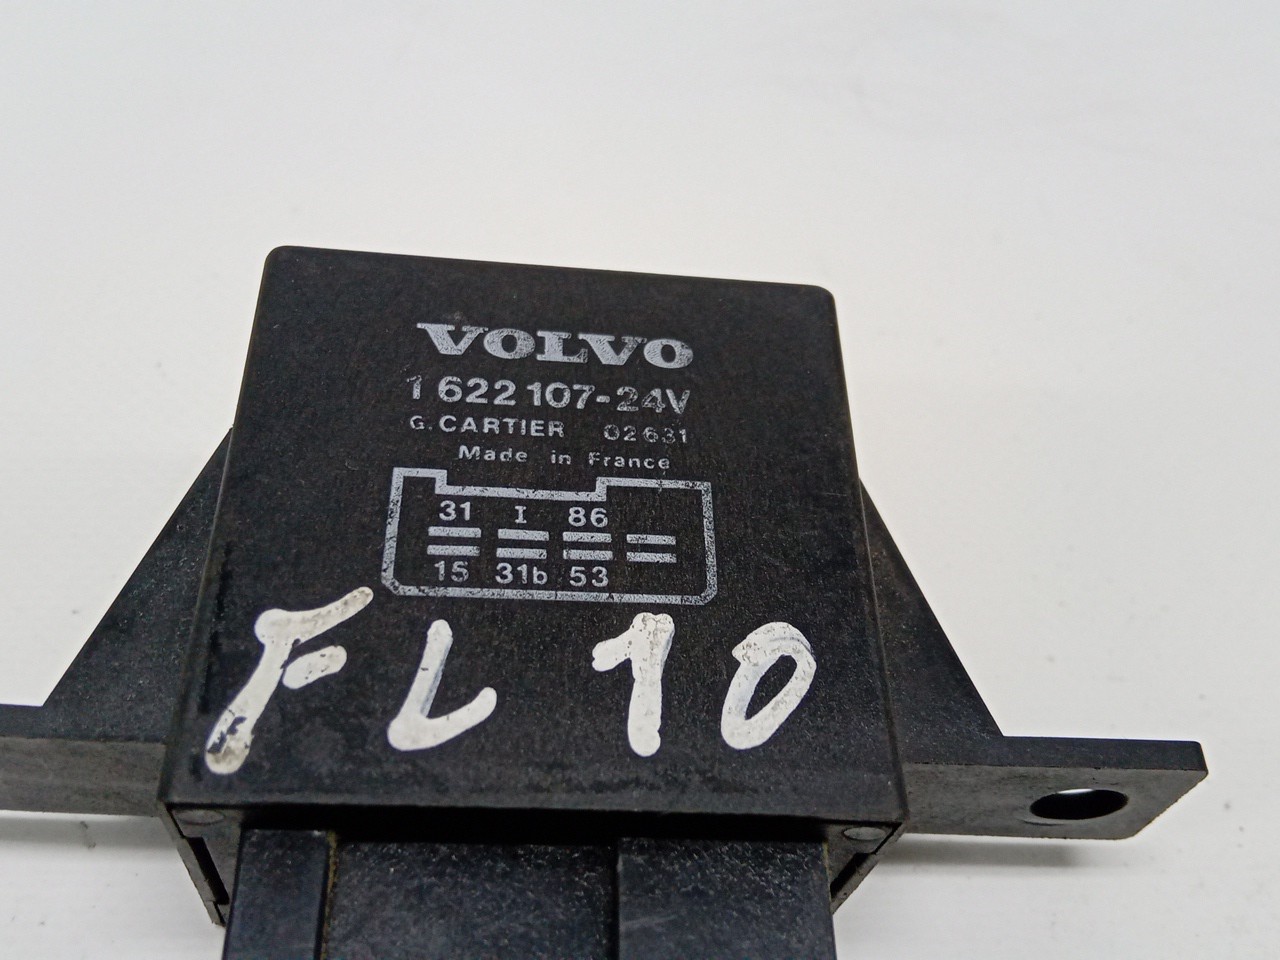 VOLVO
1 622 107-24V
G. CARTIER 02631
Made in France
31 I 86
15 31b 53
FL 10